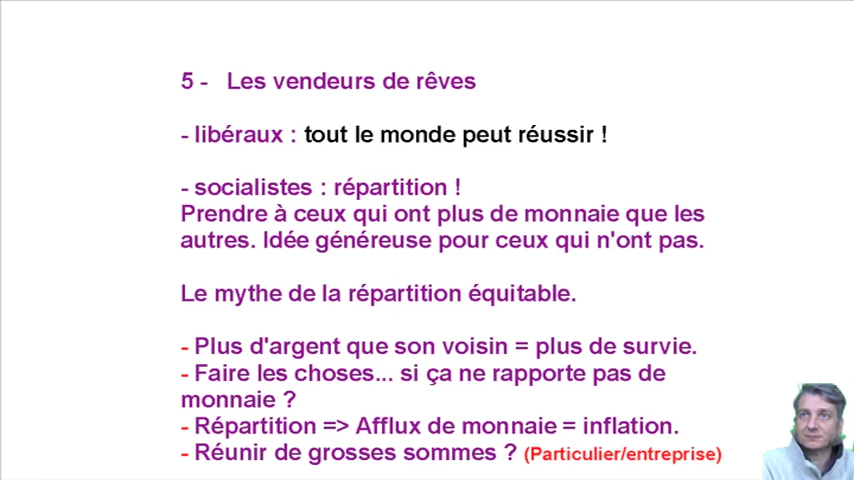 5 - Les vendeurs de rêves
- libéraux : tout le monde peut réussir !
- socialistes : répartition !
Prendre à ceux qui ont plus de monnaie que les
autres. Idée généreuse pour ceux qui n'ont pas.
Le mythe de la répartition équitable.
- Plus d'argent que son voisin = plus de survie.
- Faire les choses... si ça ne rapporte pas de
monnaie ?
- Répartition => Afflux de monnaie = inflation.
- Réunir de grosses sommes ? (Particulier/entreprise)